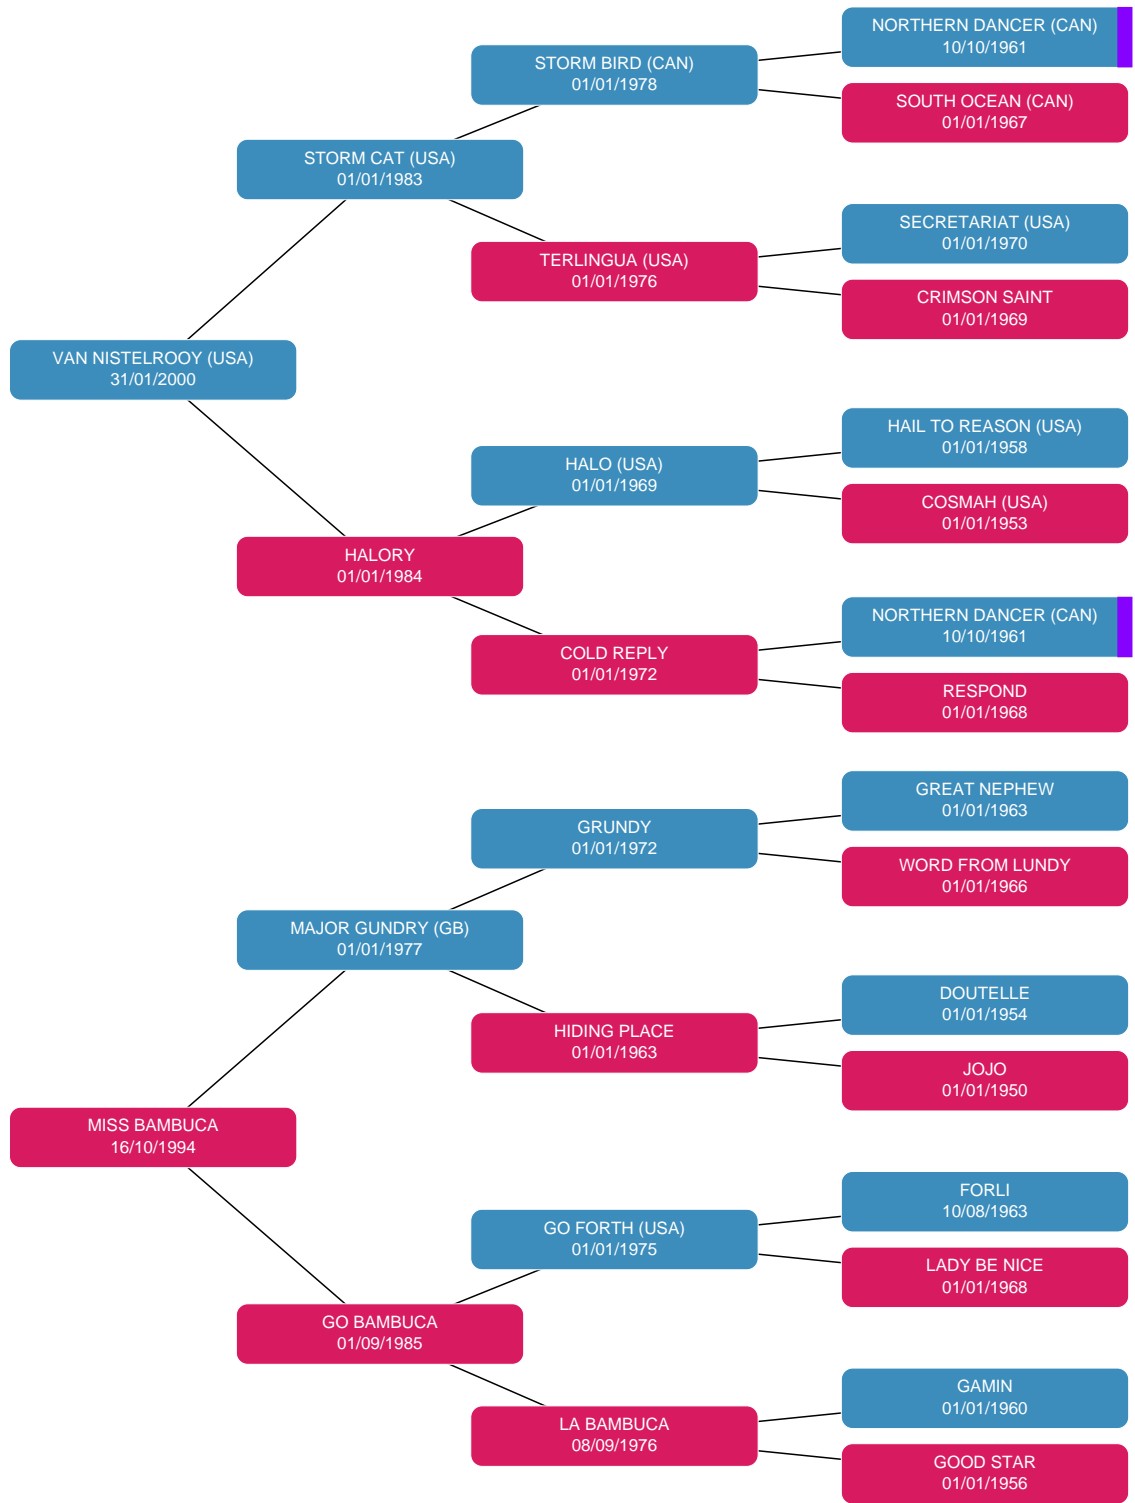 NORTHERN DANCER (CAN)
10/10/1961
STORM BIRD (CAN)
01/01/1978
SOUTH OCEAN (CAN)
01/01/1967
STORM CAT (USA)
01/01/1983
SECRETARIAT (USA)
01/01/1970
TERLINGUA (USA)
01/01/1976
CRIMSON SAINT
01/01/1969
VAN NISTELROOY (USA)
31/01/2000
HAIL TO REASON (USA)
01/01/1958
HALO (USA)
01/01/1969
COSMAH (USA)
01/01/1953
HALORY
01/01/1984
NORTHERN DANCER (CAN)
10/10/1961
COLD REPLY
01/01/1972
RESPOND
01/01/1968
GREAT NEPHEW
01/01/1963
GRUNDY
01/01/1972
WORD FROM LUNDY
01/01/1966
MAJOR GUNDRY (GB)
01/01/1977
DOUTELLE
01/01/1954
HIDING PLACE
01/01/1963
JOJO
01/01/1950
MISS BAMBUCA
16/10/1994
FORLI
10/08/1963
GO FORTH (USA)
01/01/1975
LADY BE NICE
01/01/1968
GO BAMBUCA
01/09/1985
GAMIN
01/01/1960
LA BAMBUCA
08/09/1976
GOOD STAR
01/01/1956